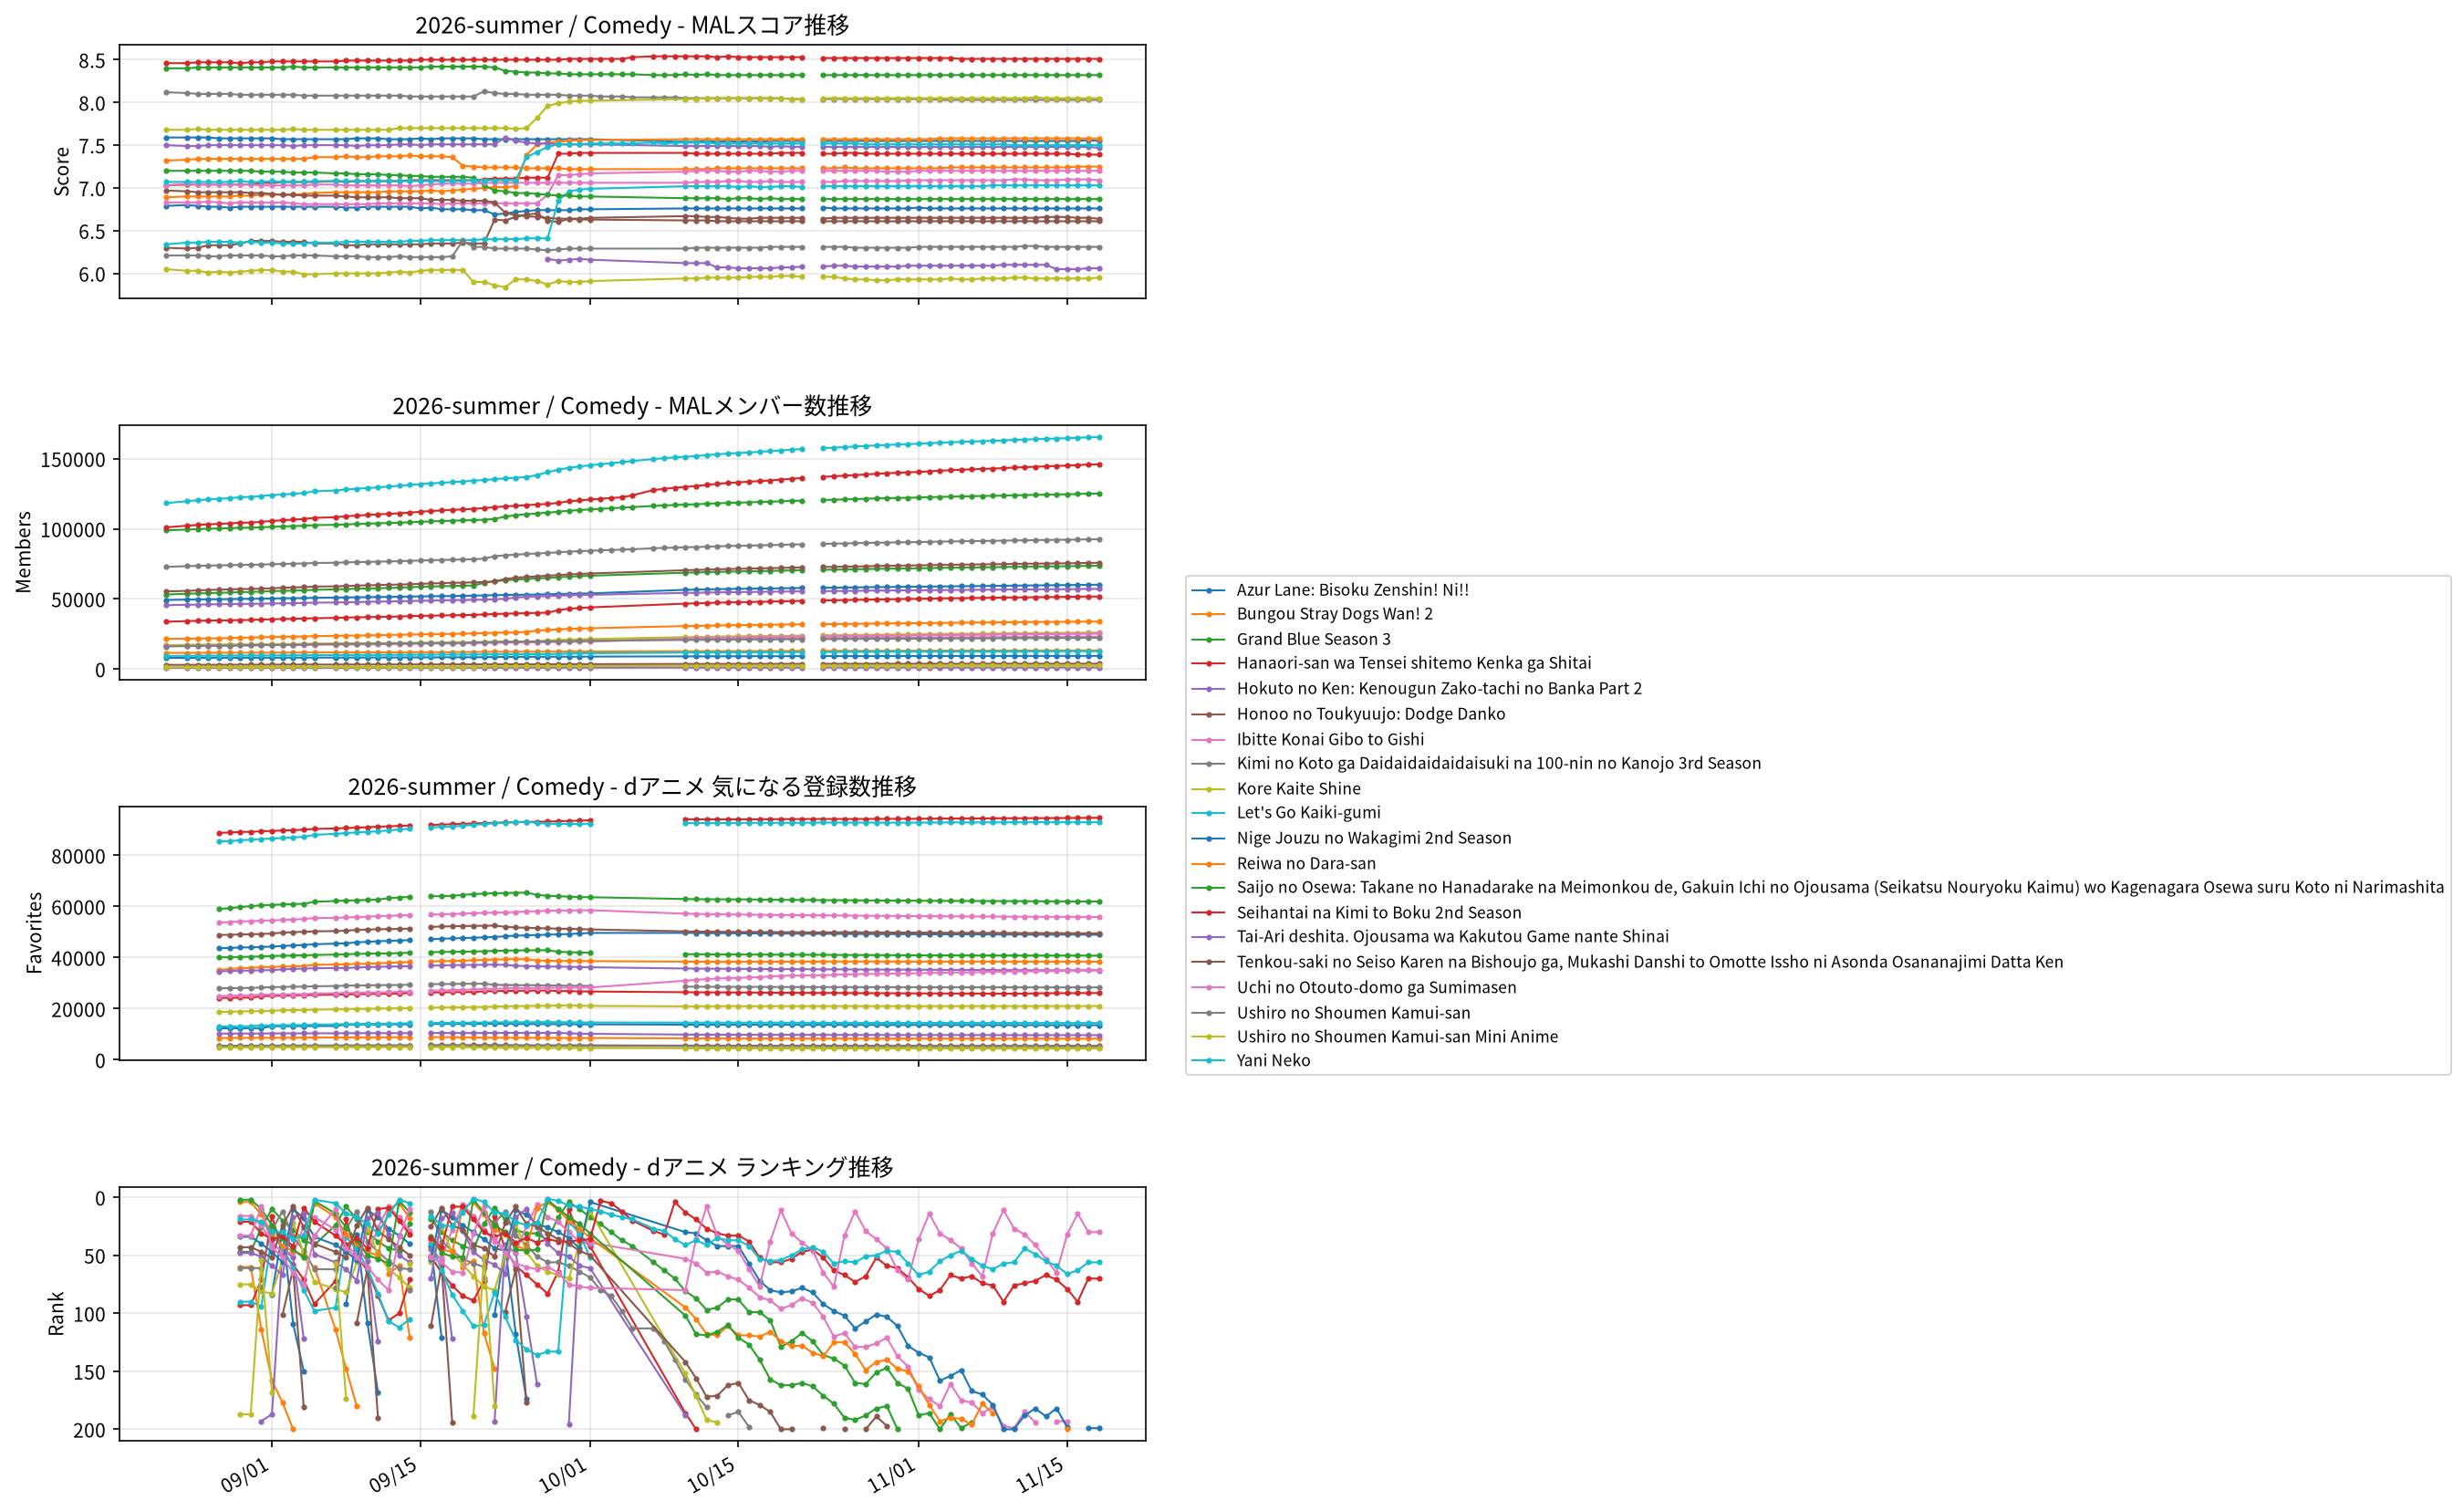 2026-summer / Comedy - MALスコア推移
Score
8.5
8.0
7.5
7.0
6.5
6.0
2026-summer / Comedy - MALメンバー数推移
Members
150000
100000
50000
0
2026-summer / Comedy - dアニメ 気になる登録数推移
Favorites
80000
60000
40000
20000
0
2026-summer / Comedy - dアニメ ランキング推移
Rank
0
50
100
150
200
09/01
09/15
10/01
10/15
11/01
11/15
Azur Lane: Bisoku Zenshin! Ni!!
Bungou Stray Dogs Wan! 2
Grand Blue Season 3
Hanaori-san wa Tensei shitemo Kenka ga Shitai
Hokuto no Ken: Kenougun Zako-tachi no Banka Part 2
Honoo no Toukyuujo: Dodge Danko
Ibitte Konai Gibo to Gishi
Kimi no Koto ga Daidaidaidaidaisuki na 100-nin no Kanojo 3rd Season
Kore Kaite Shine
Let's Go Kaiki-gumi
Nige Jouzu no Wakagimi 2nd Season
Reiwa no Dara-san
Saijo no Osewa: Takane no Hanadarake na Meimonkou de, Gakuin Ichi no Ojousama (Seikatsu Nouryoku Kaimu) wo Kagenagara Osewa suru Koto ni Narimashita
Seihantai na Kimi to Boku 2nd Season
Tai-Ari deshita. Ojousama wa Kakutou Game nante Shinai
Tenkou-saki no Seiso Karen na Bishoujo ga, Mukashi Danshi to Omotte Issho ni Asonda Osananajimi Datta Ken
Uchi no Otouto-domo ga Sumimasen
Ushiro no Shoumen Kamui-san
Ushiro no Shoumen Kamui-san Mini Anime
Yani Neko